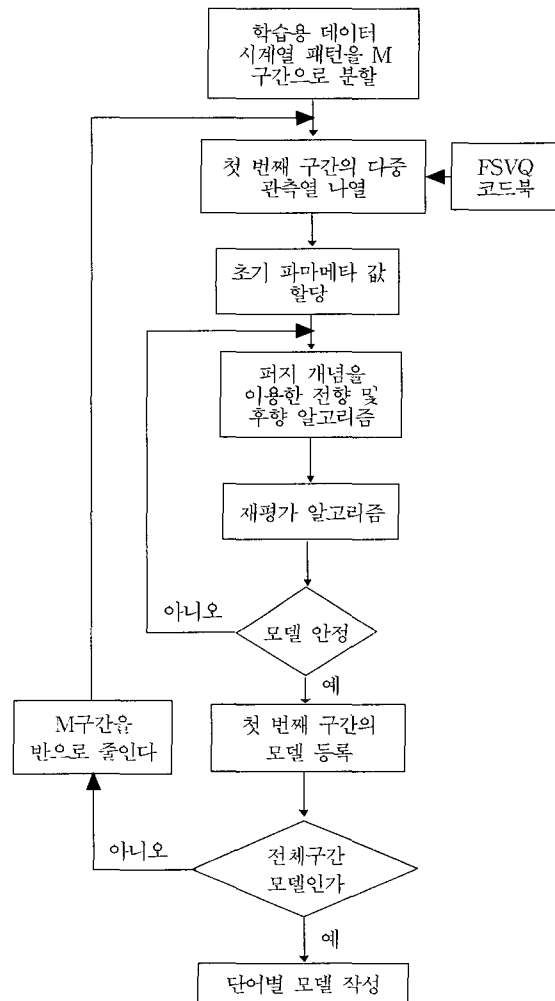 학습용 데이터
시계열 패턴을 M
구간으로 분할
첫 번째 구간의 다중
관측열 나열
FSVQ
코드북
초기 파마메타 값
할당
퍼지 개념을
이용한 전향 및
후향 알고리즘
재평가 알고리즘
아니오
모델 안정
예
M구간을
반으로 줄인다
첫 번째 구간의
모델 등록
아니오
전체구간
모델인가
예
단어별 모델 작성